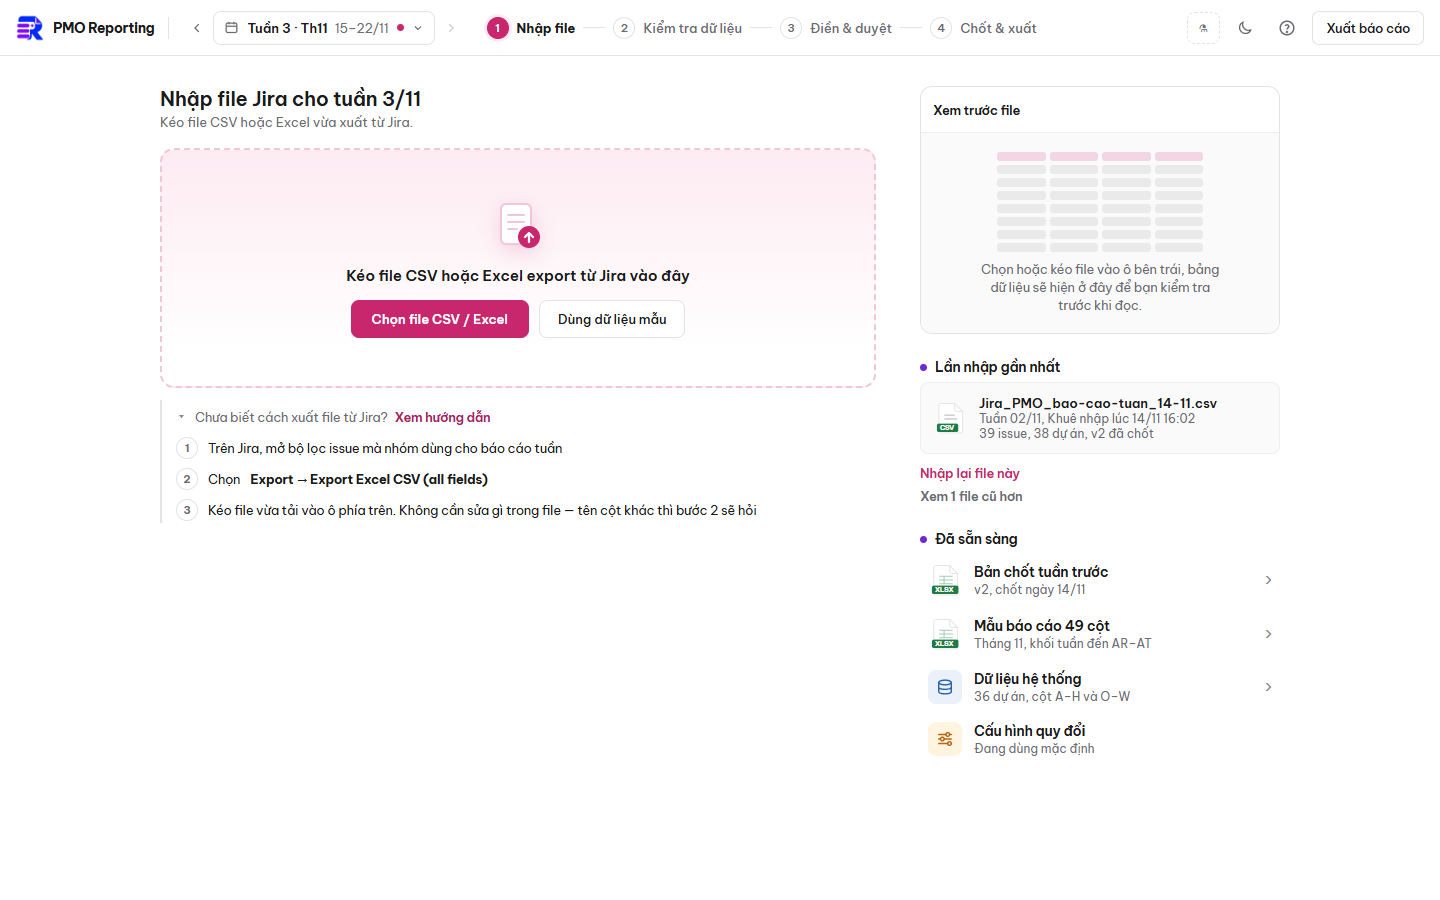 PMO Reporting
Tuần 3 · Th11 15–22/11
1 Nhập file
2 Kiểm tra dữ liệu
3 Điền & duyệt
4 Chốt & xuất
Xuất báo cáo
Nhập file Jira cho tuần 3/11
Kéo file CSV hoặc Excel vừa xuất từ Jira.
Kéo file CSV hoặc Excel export từ Jira vào đây
Chọn file CSV / Excel
Dùng dữ liệu mẫu
Chưa biết cách xuất file từ Jira? Xem hướng dẫn
1 Trên Jira, mở bộ lọc issue mà nhóm dùng cho báo cáo tuần
2 Chọn Export → Export Excel CSV (all fields)
3 Kéo file vừa tải vào ô phía trên. Không cần sửa gì trong file — tên cột khác thì bước 2 sẽ hỏi
Xem trước file
Chọn hoặc kéo file vào ô bên trái, bảng
dữ liệu sẽ hiện ở đây để bạn kiểm tra
trước khi đọc.
Lần nhập gần nhất
CSV
Jira_PMO_bao-cao-tuan_14-11.csv
Tuần 02/11, Khuê nhập lúc 14/11 16:02
39 issue, 38 dự án, v2 đã chốt
Nhập lại file này
Xem 1 file cũ hơn
Đã sẵn sàng
XLSX
Bản chốt tuần trước
v2, chốt ngày 14/11
XLSX
Mẫu báo cáo 49 cột
Tháng 11, khối tuần đến AR–AT
Dữ liệu hệ thống
36 dự án, cột A–H và O–W
Cấu hình quy đổi
Đang dùng mặc định